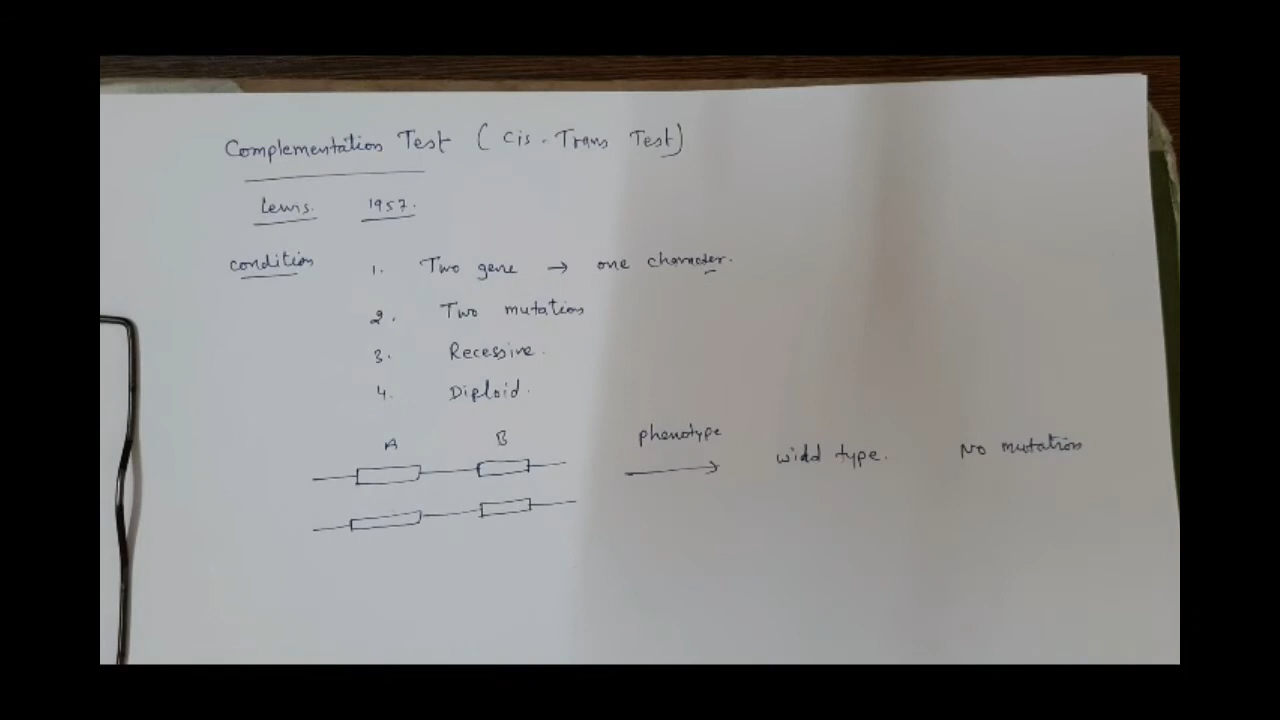 Complementation Test (Cis-Trans Test)
Lewis. 1957.
condition 1. Two gene → one character.
2. Two mutation
3. Recessive.
4. Diploid.
A B phenotype widd type. No mutation